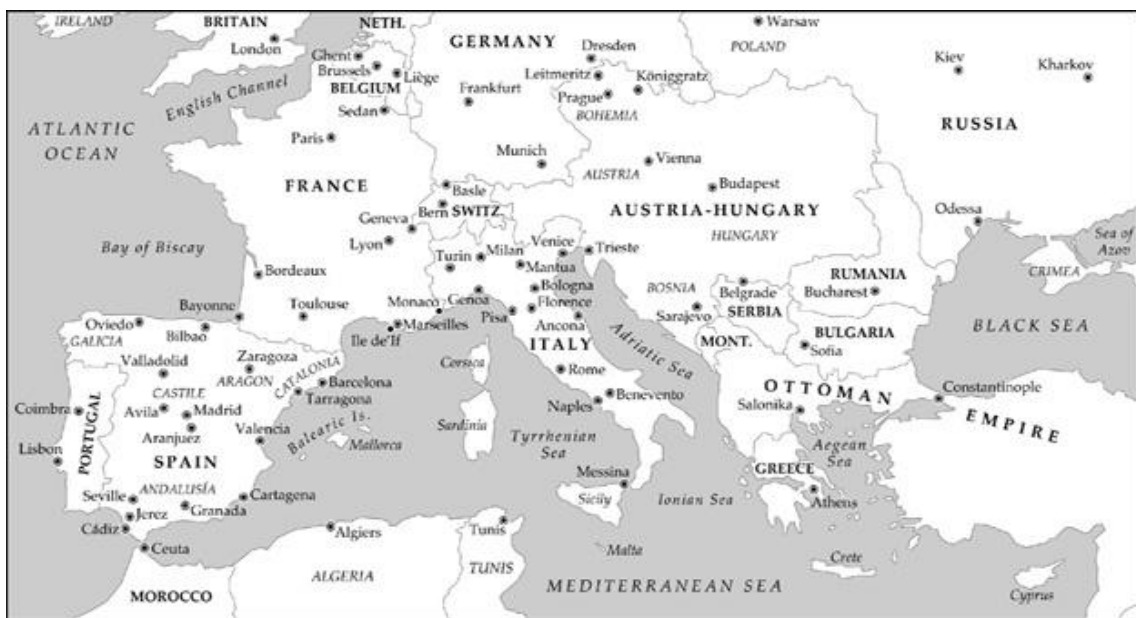 IRELAND
BRITAIN
London
NETH.
GERMANY
Dresden
Warsaw
POLAND
Kiev
Kharkov
Ghent
Brussels
Liège
BELGIUM
Leitmeritz
Königgratz
Prague
BOHEMIA
Frankfurt
English Channel
Sedan
RUSSIA
ATLANTIC
OCEAN
Paris
Munich
Vienna
AUSTRIA
FRANCE
Basle
Bern
SWITZ.
Budapest
AUSTRIA-HUNGARY
HUNGARY
Odessa
Sea of
Azov
Geneva
Lyon
Bay of Biscay
Turin
Milan
Venice
Trieste
Mantua
Bordeaux
Bologna
RUMANIA
CRIMEA
Bucharest
BOSNIA
Belgrade
SERBIA
Sarajevo
Bayonne
Toulouse
Monaco
Genoa
Florence
Pisa
Marseilles
Ile de'If
Ancona
ITALY
Adriatic Sea
MONT.
BULGARIA
Sofia
BLACK SEA
Oviedo
GALICIA
Bilbao
Valladolid
Zaragoza
ARAGON
CATALONIA
Corsica
Barcelona
Tarragona
Rome
CASTILE
Avila
Madrid
Aranjuez
Coimbra
PORTUGAL
Lisbon
Valencia
Balearic Is.
Mallorca
Sardinia
Naples
Benevento
Tyrrhenian
Sea
OTTOMAN
EMPIRE
Constantinople
Salonika
Aegean
Sea
SPAIN
ANDALUSÍA
Seville
Cartagena
Jerez
Granada
Cádiz
Ceuta
Messina
Sicily
Ionian Sea
GREECE
Athens
Algiers
Tunis
Malta
Crete
ALGERIA
TUNIS
MOROCCO
MEDITERRANEAN SEA
Cyprus